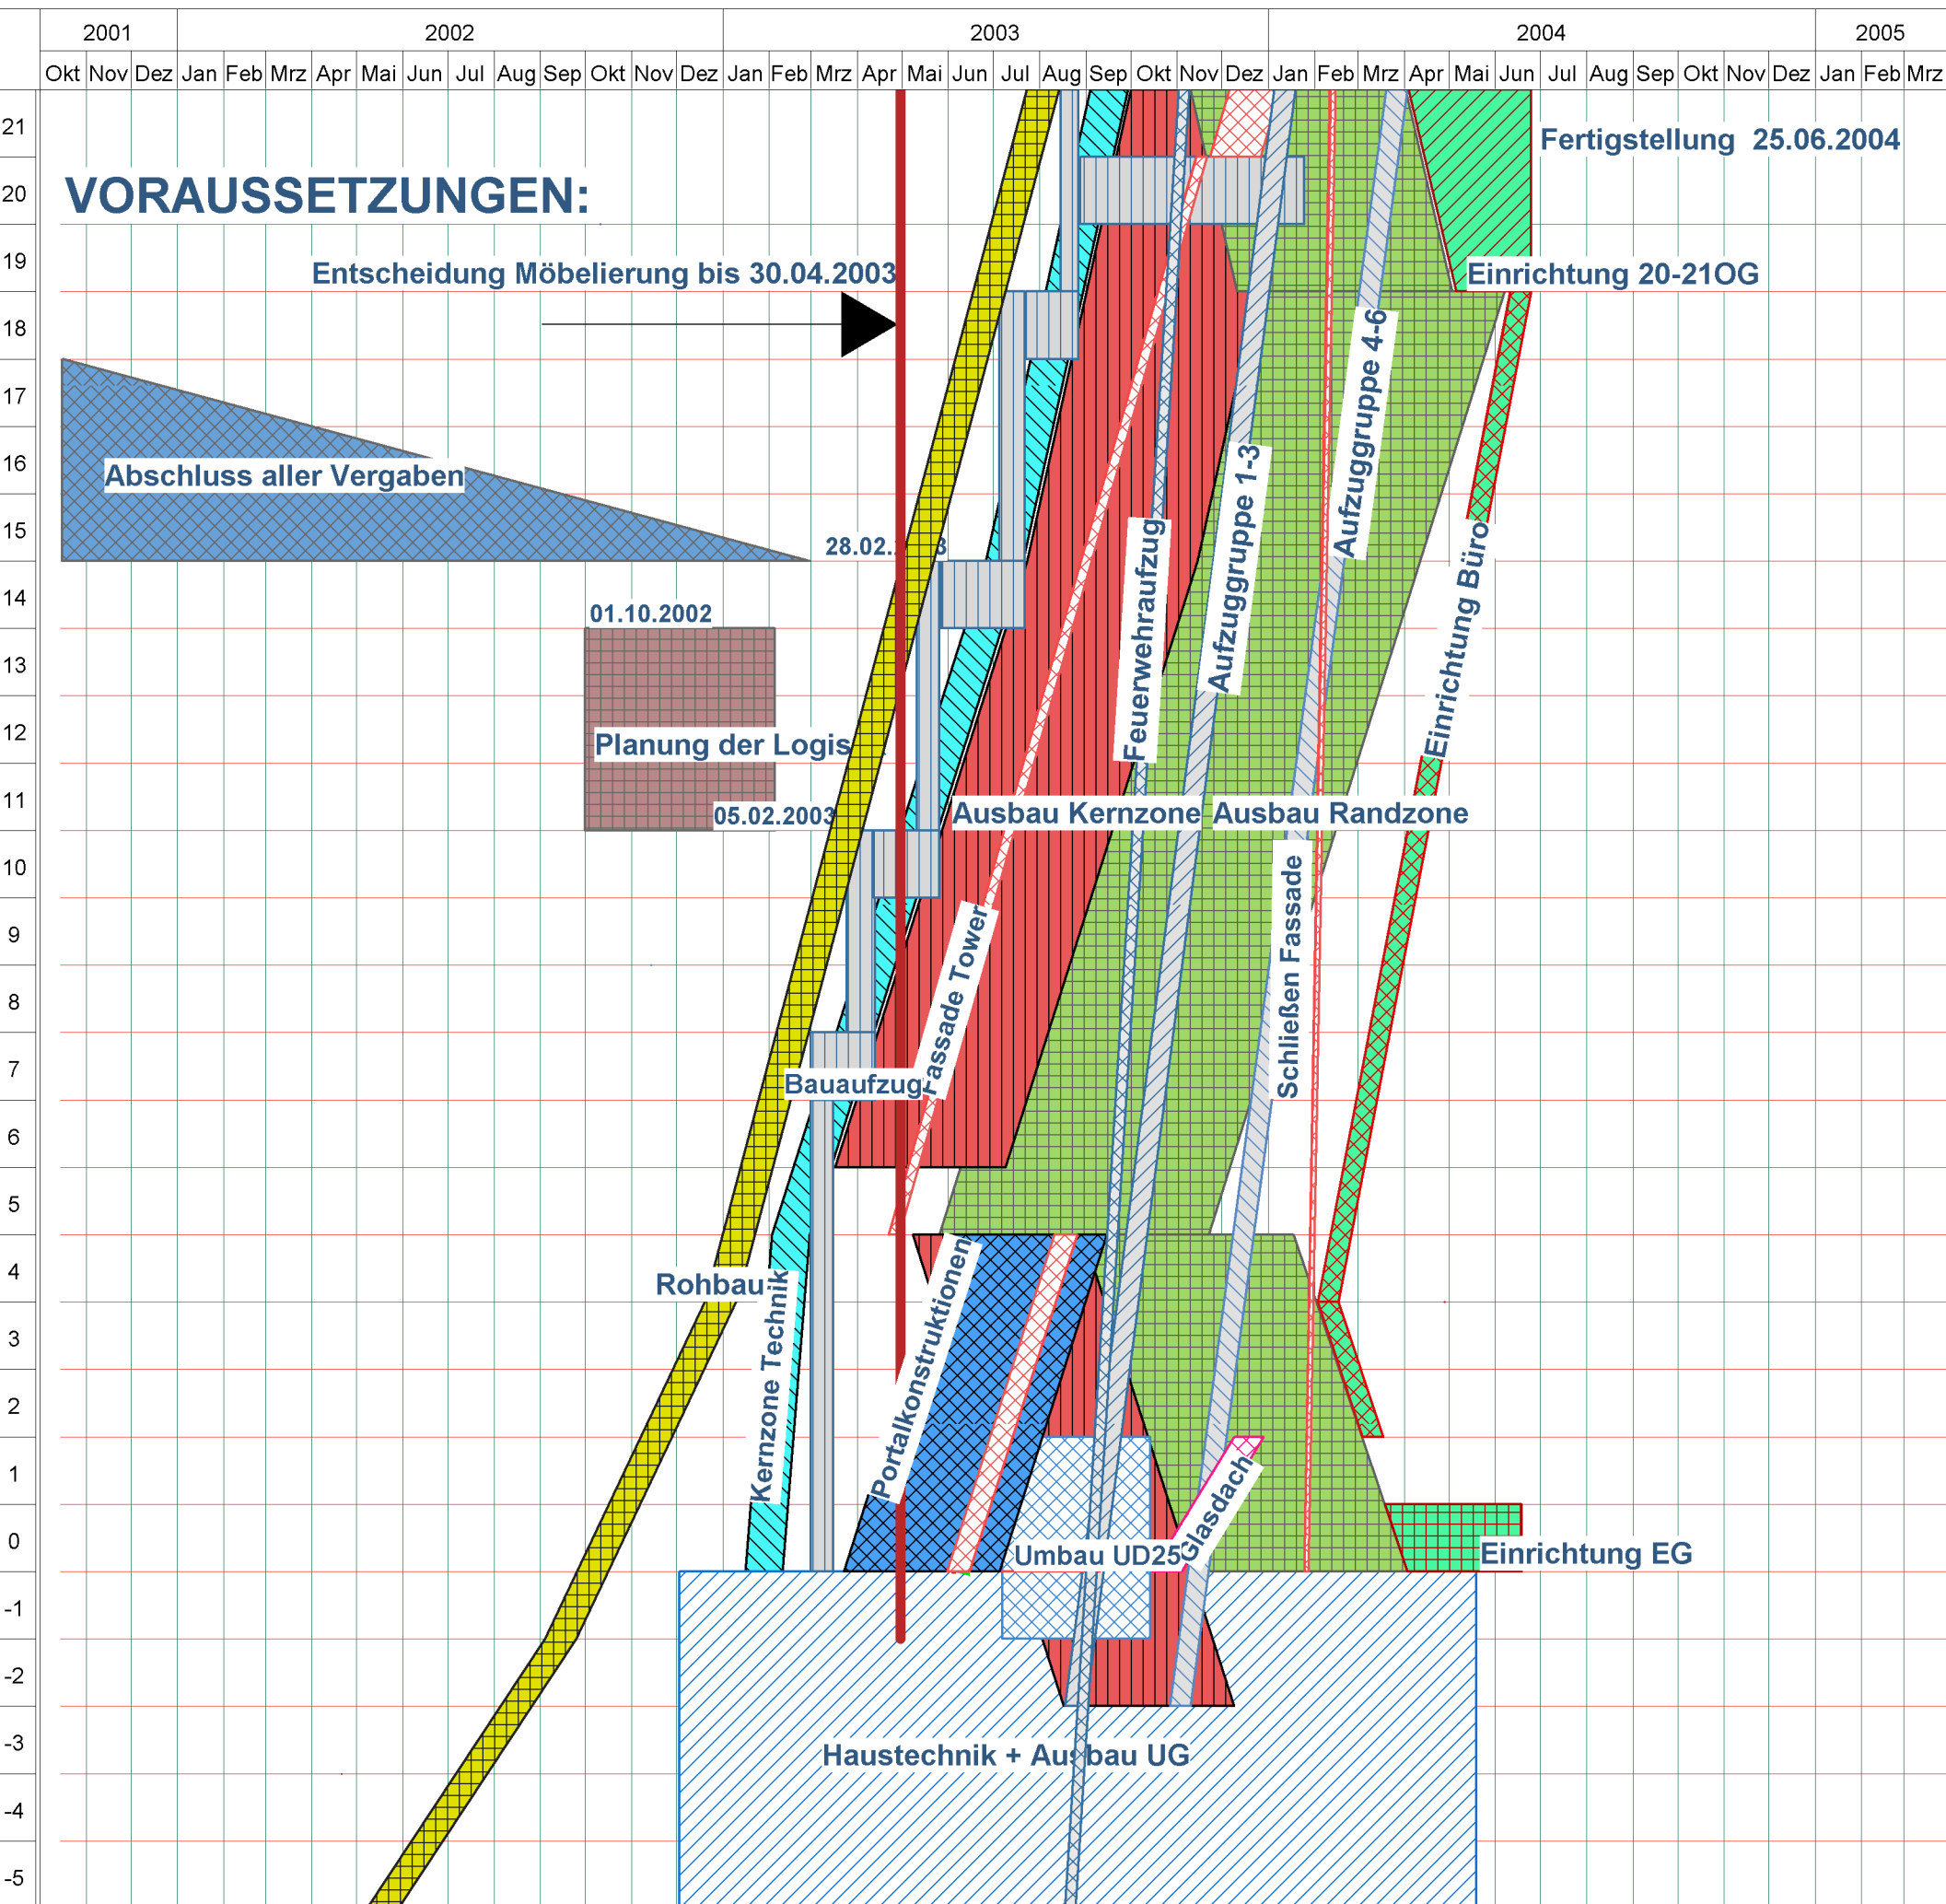 2001 2002 2003 2004 2005
Okt Nov Dez Jan Feb Mrz Apr Mai Jun Jul Aug Sep Okt Nov Dez Jan Feb Mrz Apr Mai Jun Jul Aug Sep Okt Nov Dez Jan Feb Mrz Apr Mai Jun Jul Aug Sep Okt Nov Dez Jan Feb Mrz
21
Fertigstellung 25.06.2004
20
VORAUSSETZUNGEN:
19
Entscheidung Möbelierung bis 30.04.2003
Einrichtung 20-21OG
18
17
16
Abschluss aller Vergaben
15
28.02.
3
14
01.10.2002
13
12
Planung der Logis
11
05.02.2003
Feuerwehraufzug
Aufzuggruppe 1-3
Aufzuggruppe 4-6
Einrichtung Büro
Ausbau Kernzone
Ausbau Randzone
10
9
8
Fassade Tower
Schließen Fassade
7
Bauaufzug
6
5
4
Rohbau
3
Kernzone Technik
Portalkonstruktionen
2
1
0
Umbau UD25
Glasdach
Einrichtung EG
-1
-2
-3
Haustechnik + Ausbau UG
-4
-5